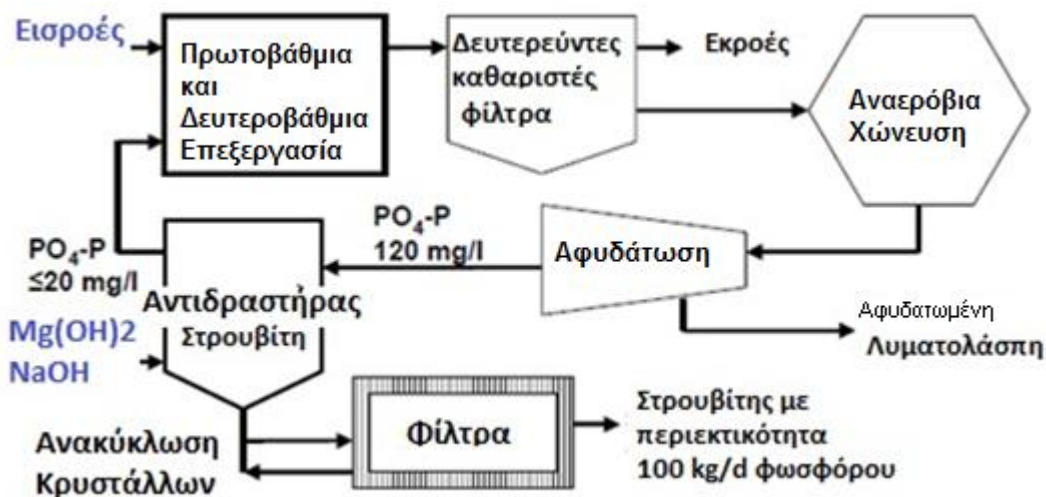 Εισροές
Πρωτοβάθμια
και
Δευτεροβάθμια
Επεξεργασία
Δευτερεύντες
καθαριστές
φίλτρα
Εκροές
Αναερόβια
Χώνευση
PO4-P
≤20 mg/l
PO4-P
120 mg/l
Αφυδάτωση
Αφυδατωμένη
Λυματολάσπη
Αντιδραστήρας
Στρουβίτη
Mg(OH)2
NaOH
Ανακύκλωση
Κρυστάλλων
Φίλτρα
Στρουβίτης με
περιεκτικότητα
100 kg/d φωσφόρου